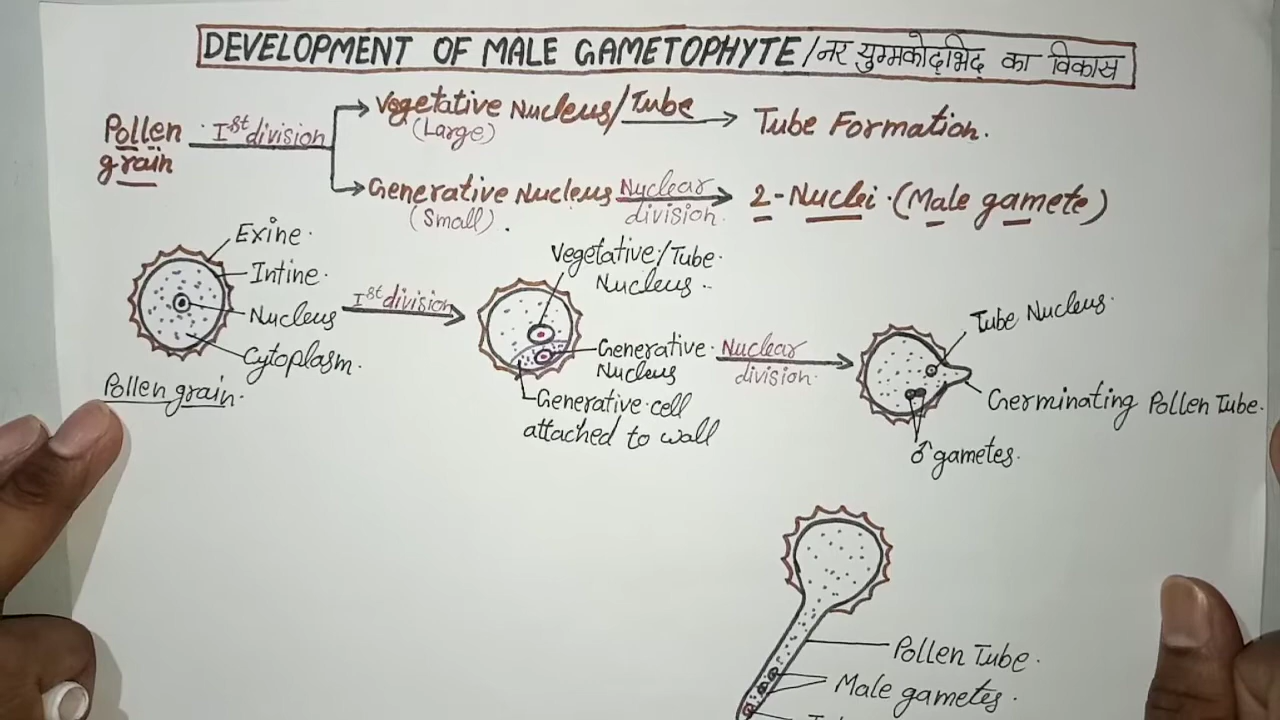 DEVELOPMENT OF MALE GAMETOPHYTE/नर युग्मकोद्भिद् का विकास
Pollen grain
Ist division
Vegetative Nucleus/Tube
(Large)
Tube Formation.
Generative Nucleus
(Small).
Nuclear division.
2-Nuclei.(Male gamete)
Exine.
Intine.
Nucleus
Cytoplasm.
Pollen grain.
Ist division
Vegetative/Tube.
Nucleus..
Generative.
Nucleus
Generative cell
attached to wall
Nuclear
division.
Tube Nucleus.
Germinating Pollen Tube.
♂ gametes.
Pollen Tube.
Male gametes.